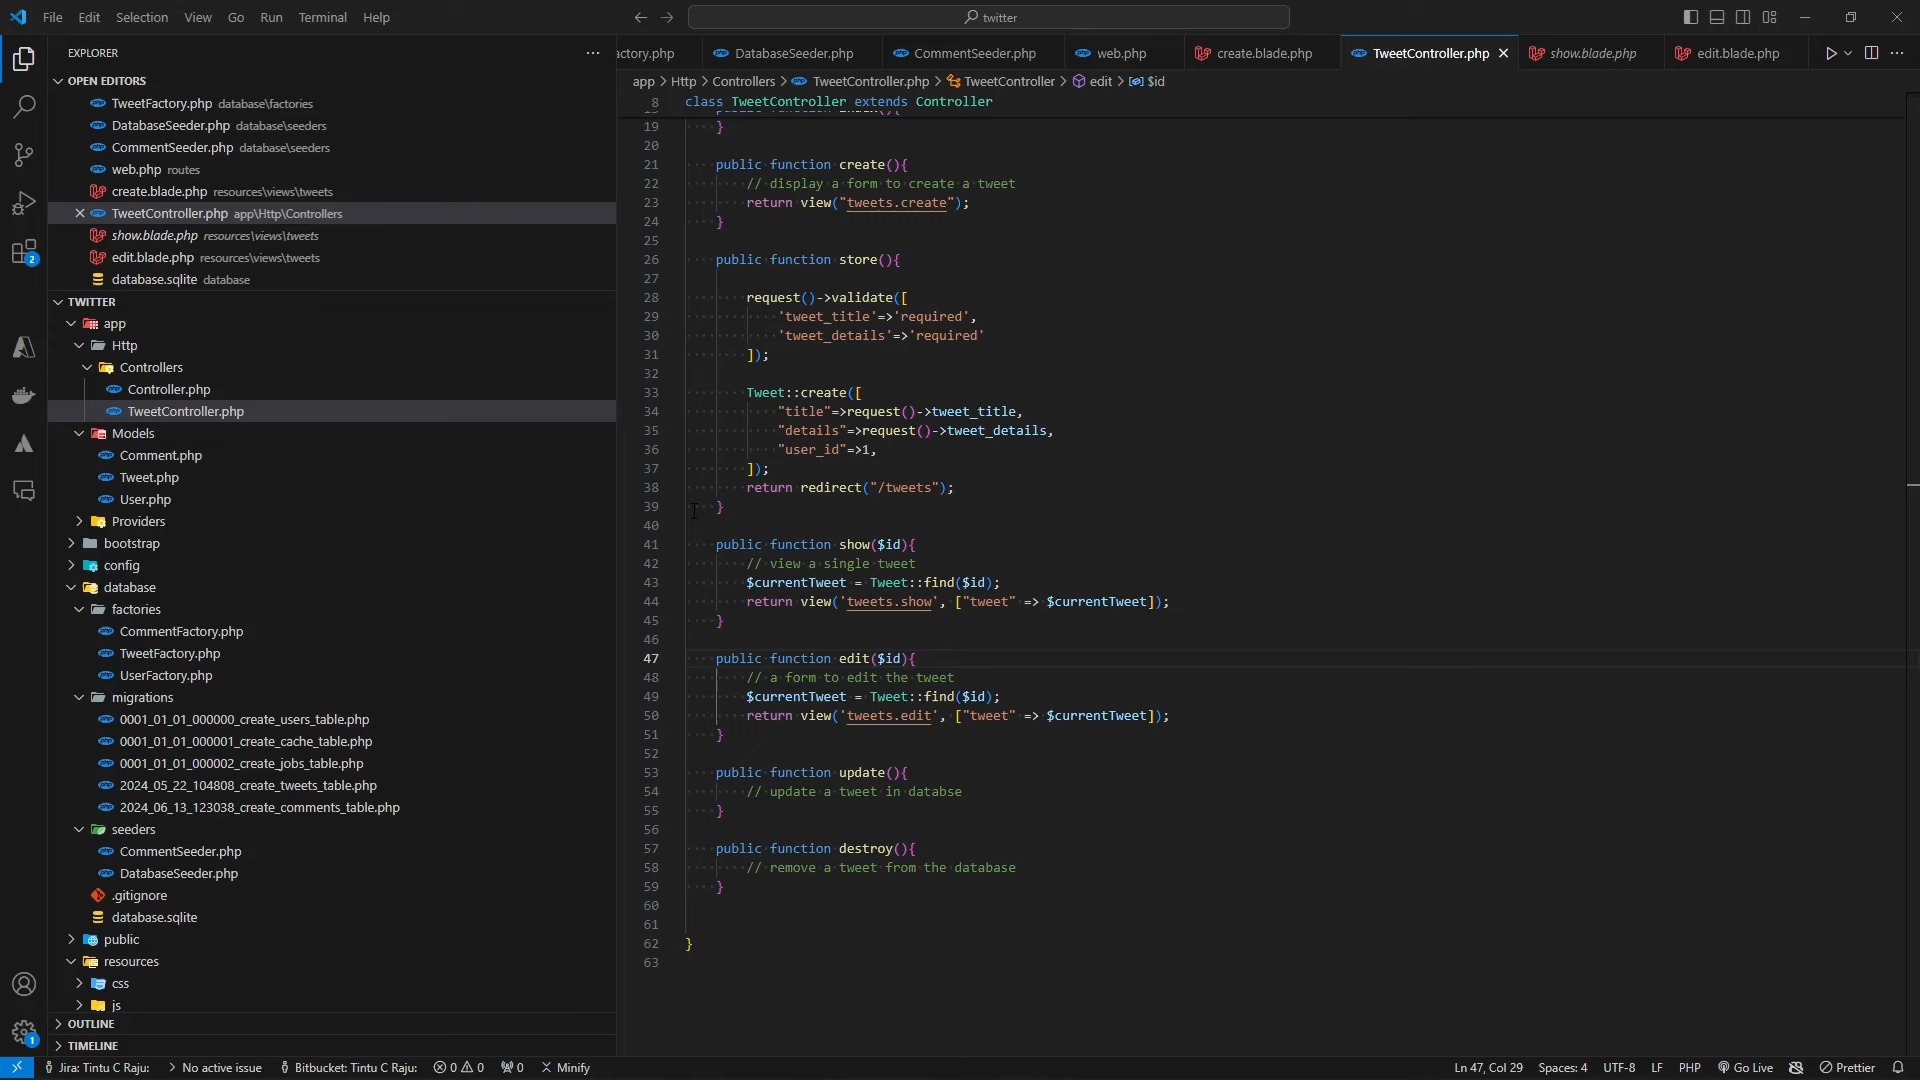 File Edit Selection View Go Run Terminal Help
twitter
EXPLORER
OPEN EDITORS
TweetFactory.php database\factories
DatabaseSeeder.php database\seeders
CommentSeeder.php database\seeders
web.php routes
create.blade.php resources\views\tweets
TweetController.php app\Http\Controllers
show.blade.php resources\views\tweets
edit.blade.php resources\views\tweets
database.sqlite database
TWITTER
app
Http
Controllers
Controller.php
TweetController.php
Models
Comment.php
Tweet.php
User.php
Providers
bootstrap
config
database
factories
CommentFactory.php
TweetFactory.php
UserFactory.php
migrations
0001_01_01_000000_create_users_table.php
0001_01_01_000001_create_cache_table.php
0001_01_01_000002_create_jobs_table.php
2024_05_22_104808_create_tweets_table.php
2024_06_13_123038_create_comments_table.php
seeders
CommentSeeder.php
DatabaseSeeder.php
.gitignore
database.sqlite
public
resources
css
js
OUTLINE
TIMELINE
2
1
actory.php DatabaseSeeder.php CommentSeeder.php web.php create.blade.php TweetController.php show.blade.php edit.blade.php
app > Http > Controllers > TweetController.php > TweetController > edit > $id
8 class TweetController extends Controller
19 }
20
21 public function create(){
22 // display a form to create a tweet
23 return view("tweets.create");
24 }
25
26 public function store(){
27
28 request()->validate([
29 'tweet_title'=>'required',
30 'tweet_details'=>'required'
31 ]);
32
33 Tweet::create([
34 "title"=>request()->tweet_title,
35 "details"=>request()->tweet_details,
36 "user_id"=>1,
37 ]);
38 return redirect("/tweets");
39 }
40
41 public function show($id){
42 // view a single tweet
43 $currentTweet = Tweet::find($id);
44 return view('tweets.show', ["tweet" => $currentTweet]);
45 }
46
47 public function edit($id){
48 // a form to edit the tweet
49 $currentTweet = Tweet::find($id);
50 return view('tweets.edit', ["tweet" => $currentTweet]);
51 }
52
53 public function update(){
54 // update a tweet in databse
55 }
56
57 public function destroy(){
58 // remove a tweet from the database
59 }
60
61
62 }
63
Jira: Tintu C Raju: > No active issue Bitbucket: Tintu C Raju: 0 0 0 Minify Ln 47, Col 29 Spaces: 4 UTF-8 LF PHP Go Live Prettier